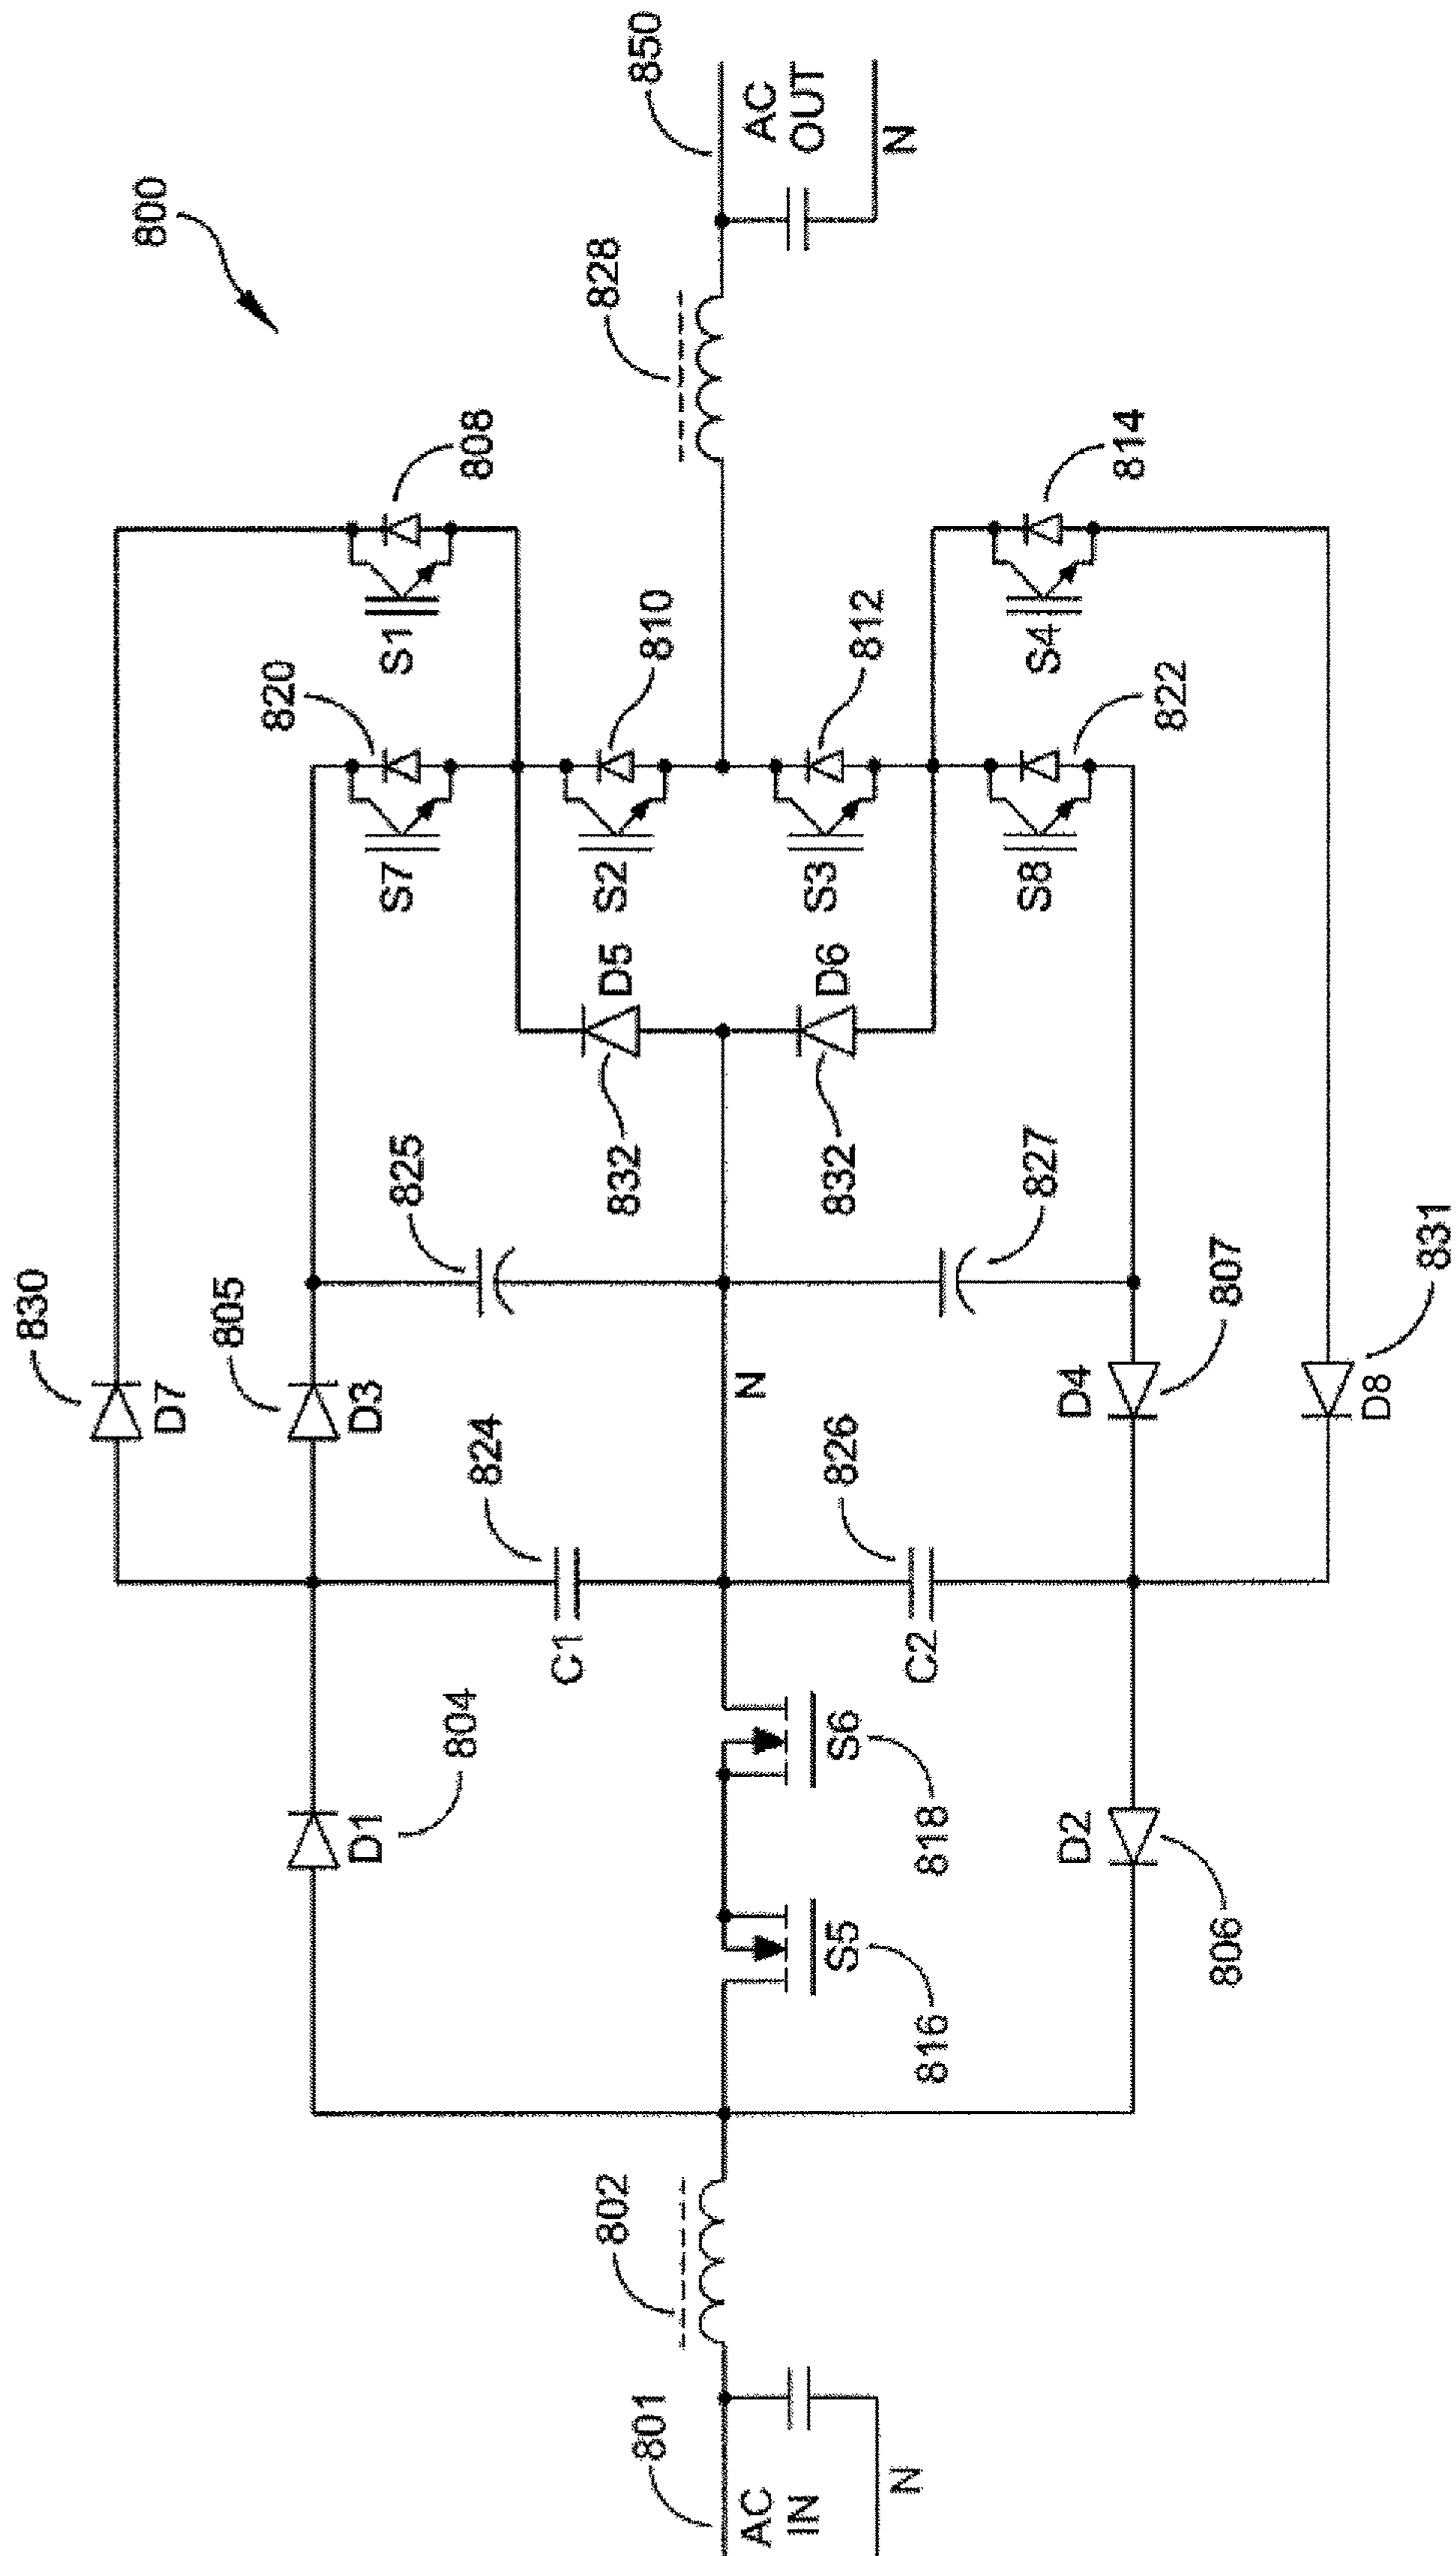 800
830
D7
805
D3
825
820
S7
808
S1
804
D1
824
C1
832
D5
810
S2
828
850
AC
OUT
N
801
AC
IN
N
802
816
S5
818
S6
N
826
C2
832
D6
812
S3
827
822
S8
814
S4
806
D2
807
D4
831
D8